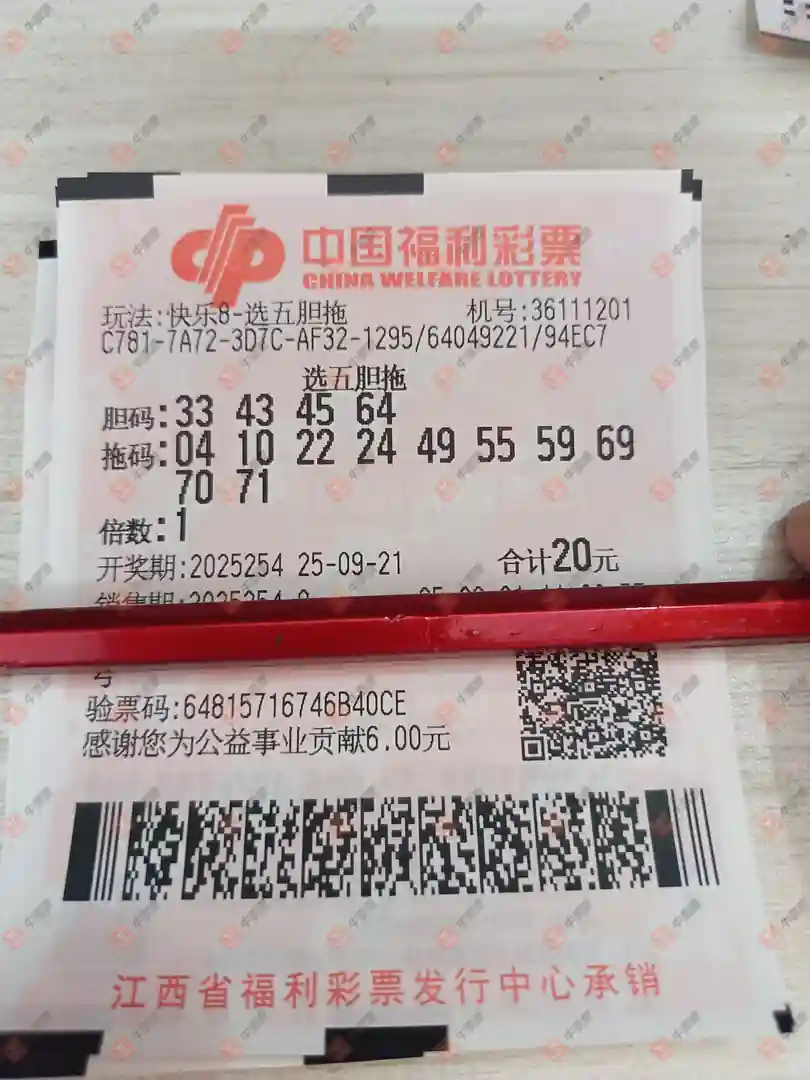 中国福利彩票
CHINA WELFARE LOTTERY
玩法:快乐8-选五胆拖 机号:36111201
C781-7A72-3D7C-AF32-1295/64049221/94EC7
选五胆拖
胆码:33 43 45 64
拖码:04 10 22 24 49 55 59 69
70 71
倍数:1
开奖期:2025254 25-09-21 合计20元
销售期:2025254
号
验票码:64815716746B40CE
感谢您为公益事业贡献6.00元
江西省福利彩票发行中心承销